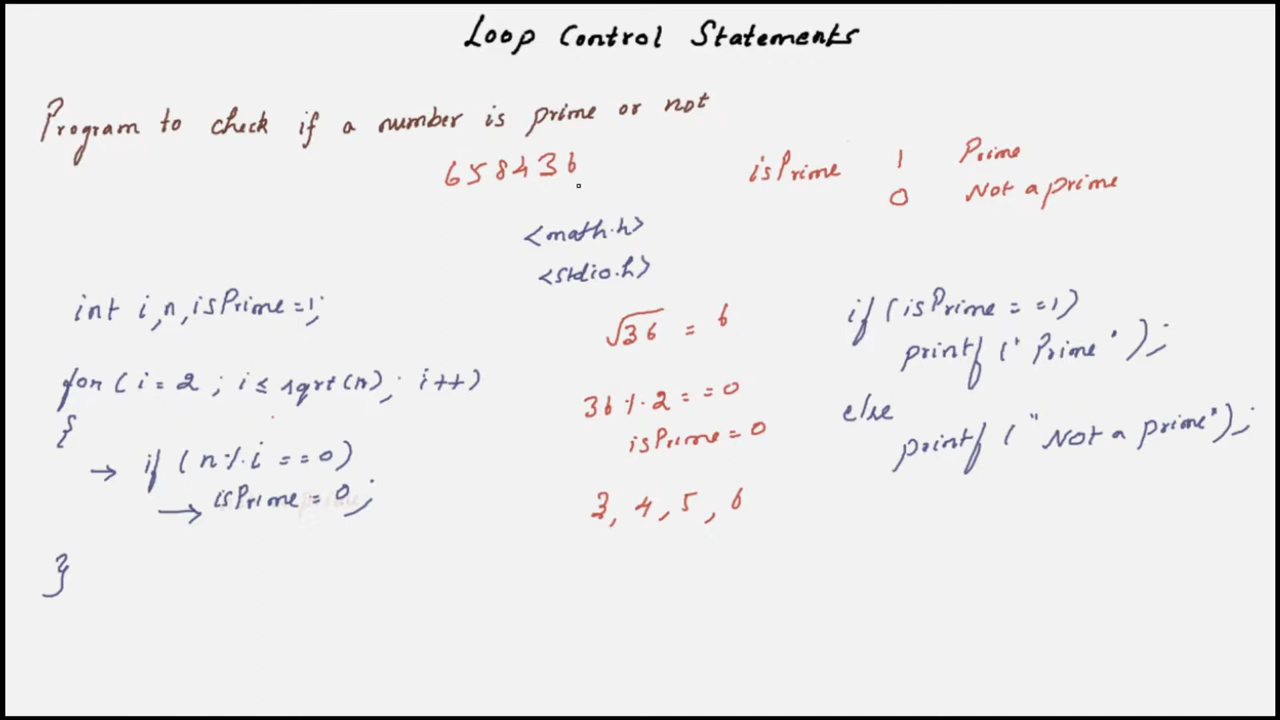 Loop Control Statements
Program to check if a number is prime or not
658436
isPrime 1 Prime
0 Not a prime
<math.h>
<stdio.h>
int i,n,isPrime=1;
for (i=2 ; i≤ sqrt(n); i++)
{
→ if (n%i ==0)
→ isPrime = 0;
}
√36 = 6
36%2 ==0
isPrime = 0
3, 4, 5, 6
if (isPrime ==1)
printf ("Prime");
else
printf ("Not a prime");